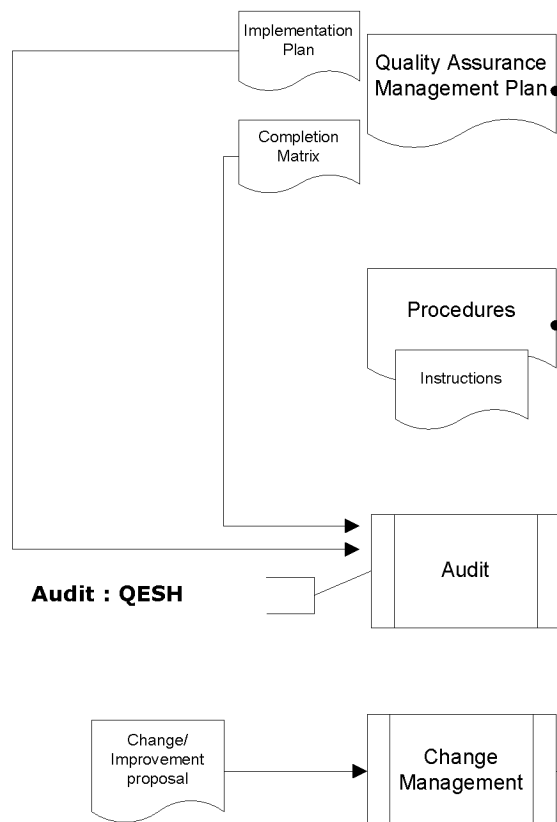 Implementation
Plan
Quality Assurance
Management Plan
Completion
Matrix
Procedures
Instructions
Audit
Audit : QESH
Change/
Improvement
proposal
Change
Management